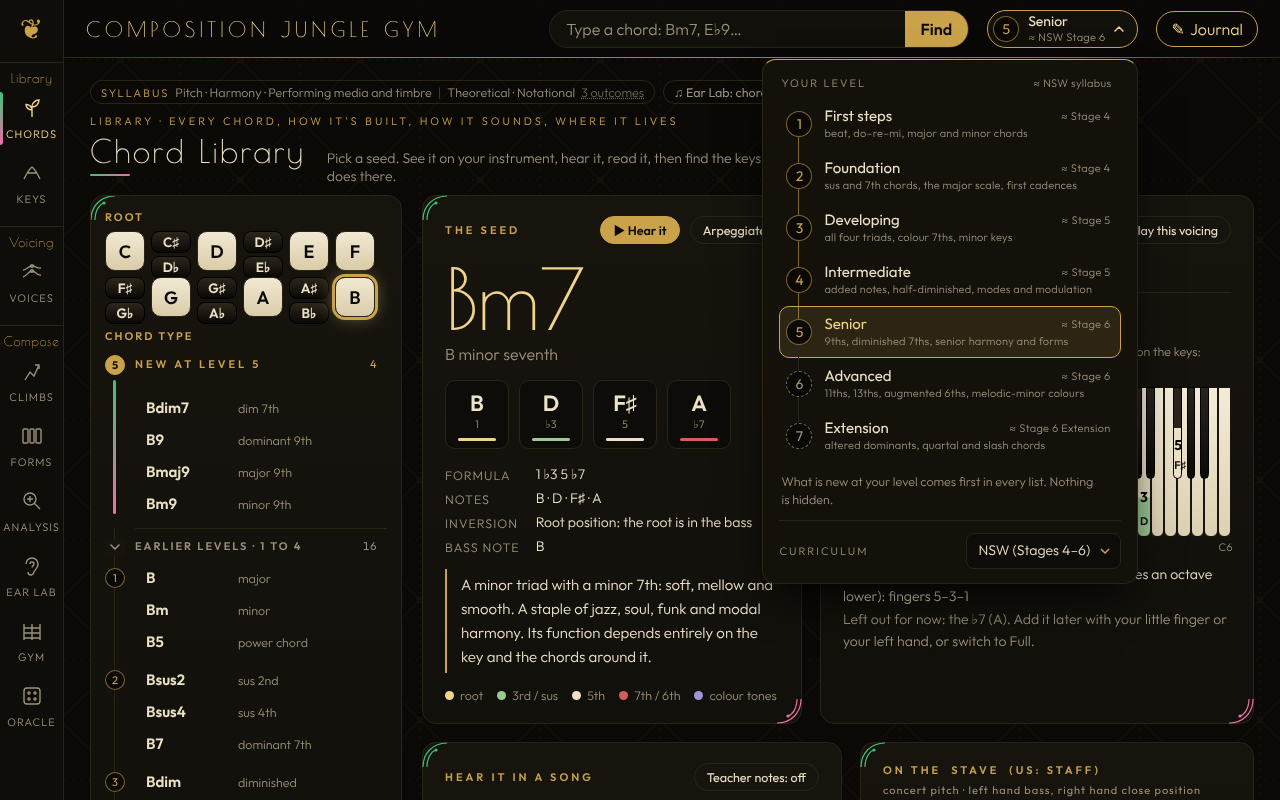 COMPOSITION JUNGLE GYM
Type a chord: Bm7, E♭9...
Find
5
Senior
≈ NSW Stage 6
✎ Journal
Library
CHORDS
KEYS
Voicing
VOICES
Compose
CLIMBS
FORMS
ANALYSIS
EAR LAB
GYM
ORACLE
SYLLABUS Pitch · Harmony · Performing media and timbre | Theoretical · Notational 3 outcomes
♫ Ear Lab: chor
LIBRARY · EVERY CHORD, HOW IT'S BUILT, HOW IT SOUNDS, WHERE IT LIVES
Chord Library
Pick a seed. See it on your instrument, hear it, read it, then find the keys
does there.
ROOT
C C♯ D♭ D D♯ E♭ E F
F♯ G♭ G G♯ A♭ A A♯ B♭ B
CHORD TYPE
5 NEW AT LEVEL 5 4
Bdim7 dim 7th
B9 dominant 9th
Bmaj9 major 9th
Bm9 minor 9th
EARLIER LEVELS · 1 TO 4 16
1 B major
Bm minor
B5 power chord
2 Bsus2 sus 2nd
Bsus4 sus 4th
B7 dominant 7th
3 Bdim diminished
THE SEED
▶ Hear it
Arpeggiat
Bm7
B minor seventh
B D F♯ A
1 ♭3 5 ♭7
FORMULA 1 ♭3 5 ♭7
NOTES B · D · F♯ · A
INVERSION Root position: the root is in the bass
BASS NOTE B
A minor triad with a minor 7th: soft, mellow and
smooth. A staple of jazz, soul, funk and modal
harmony. Its function depends entirely on the
key and the chords around it.
root 3rd / sus 5th 7th / 6th colour tones
YOUR LEVEL ≈ NSW syllabus
1 First steps ≈ Stage 4
beat, do-re-mi, major and minor chords
2 Foundation ≈ Stage 4
sus and 7th chords, the major scale, first cadences
3 Developing ≈ Stage 5
all four triads, colour 7ths, minor keys
4 Intermediate ≈ Stage 5
added notes, half-diminished, modes and modulation
5 Senior ≈ Stage 6
9ths, diminished 7ths, senior harmony and forms
6 Advanced ≈ Stage 6
11ths, 13ths, augmented 6ths, melodic-minor colours
7 Extension ≈ Stage 6 Extension
altered dominants, quartal and slash chords
What is new at your level comes first in every list. Nothing
is hidden.
CURRICULUM NSW (Stages 4–6)
lay this voicing
on the keys:
5
F♯
3
D
C6
es an octave
lower): fingers 5–3–1
Left out for now: the ♭7 (A). Add it later with your little finger or
your left hand, or switch to Full.
HEAR IT IN A SONG
Teacher notes: off
ON THE STAVE (US: STAFF)
concert pitch · left hand bass, right hand close position